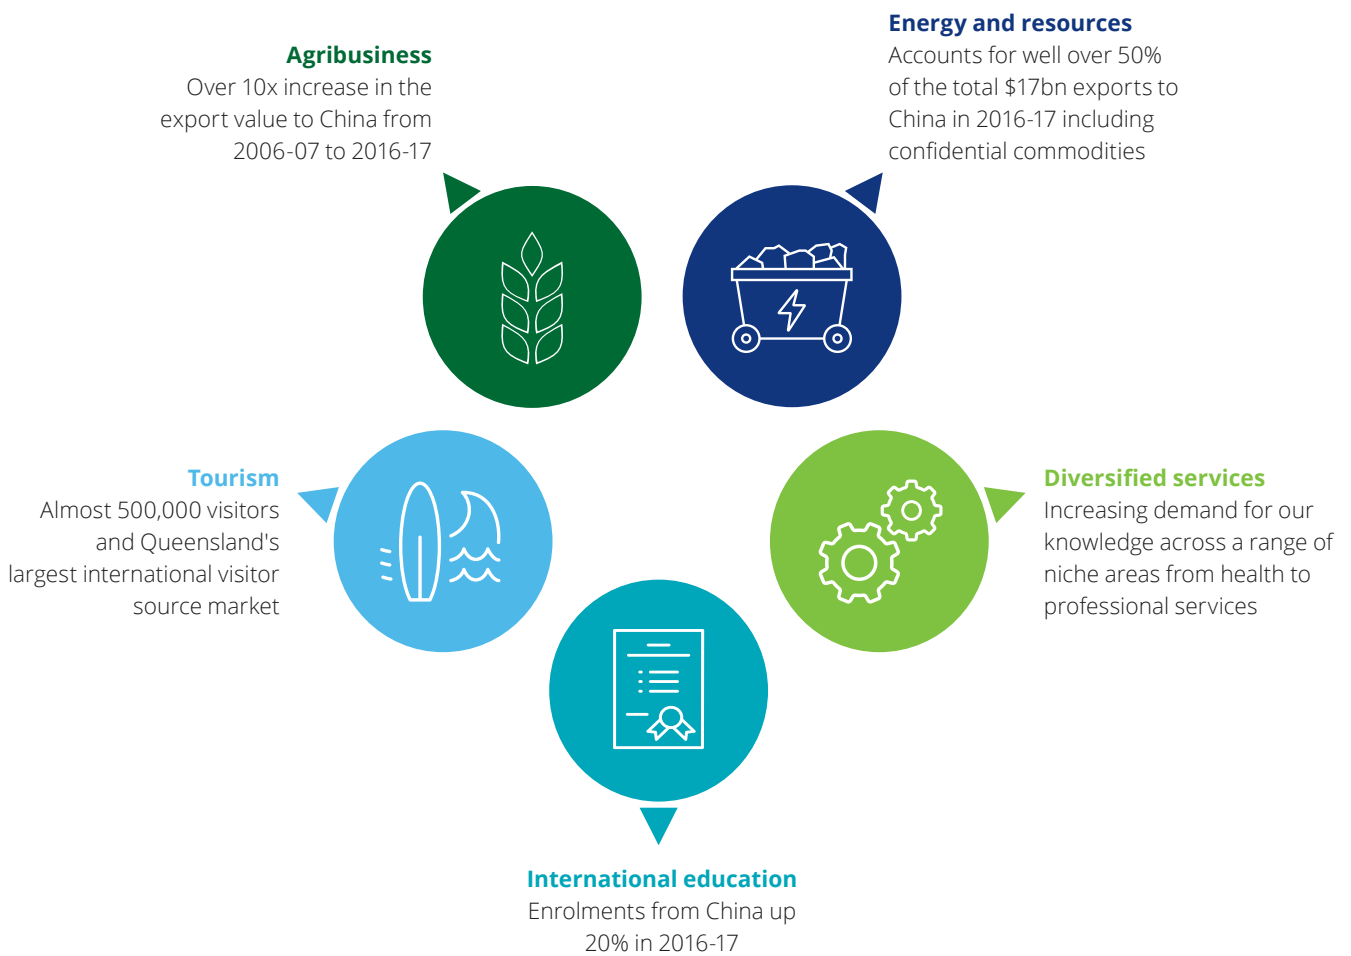 Agribusiness
Over 10x increase in the
export value to China from
2006-07 to 2016-17
Energy and resources
Accounts for well over 50%
of the total $17bn exports to
China in 2016-17 including
confidential commodities
Tourism
Almost 500,000 visitors
and Queensland's
largest international visitor
source market
Diversified services
Increasing demand for our
knowledge across a range of
niche areas from health to
professional services
International education
Enrolments from China up
20% in 2016-17